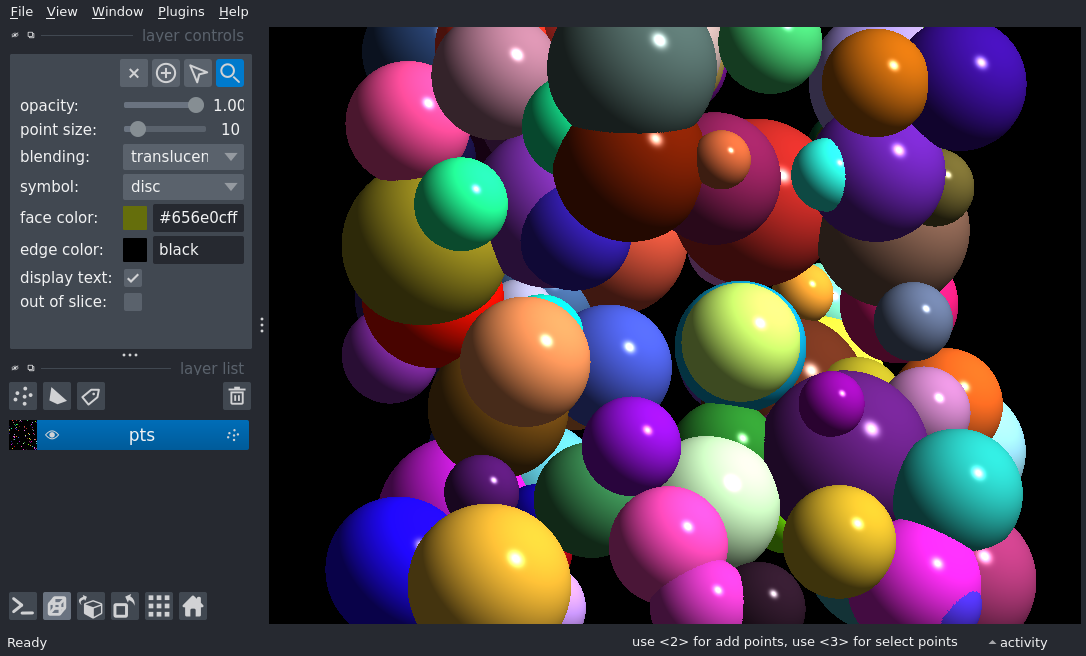 File View Window Plugins Help
layer controls
opacity: 1.00
point size: 10
blending: translucen
symbol: disc
face color: #656e0cff
edge color: black
display text:
out of slice:
layer list
pts
Ready
use <2> for add points, use <3> for select points
activity